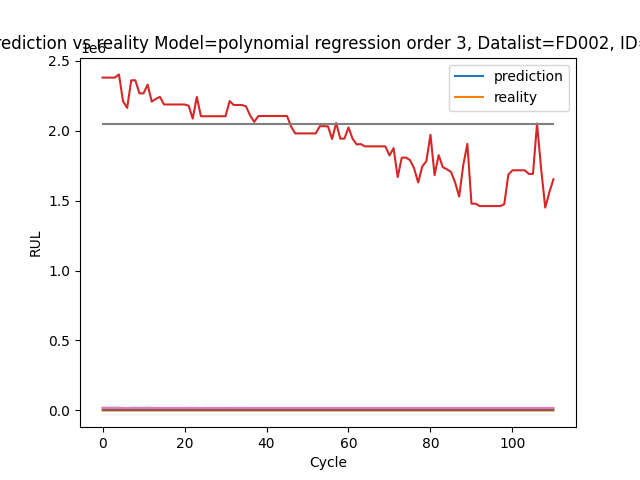 rediction vs reality Model=polynomial regression order 3, Datalist=FD002, ID=
1e6
2.5
2.0
1.5
1.0
0.5
0.0
RUL
prediction
reality
0 20 40 60 80 100
Cycle